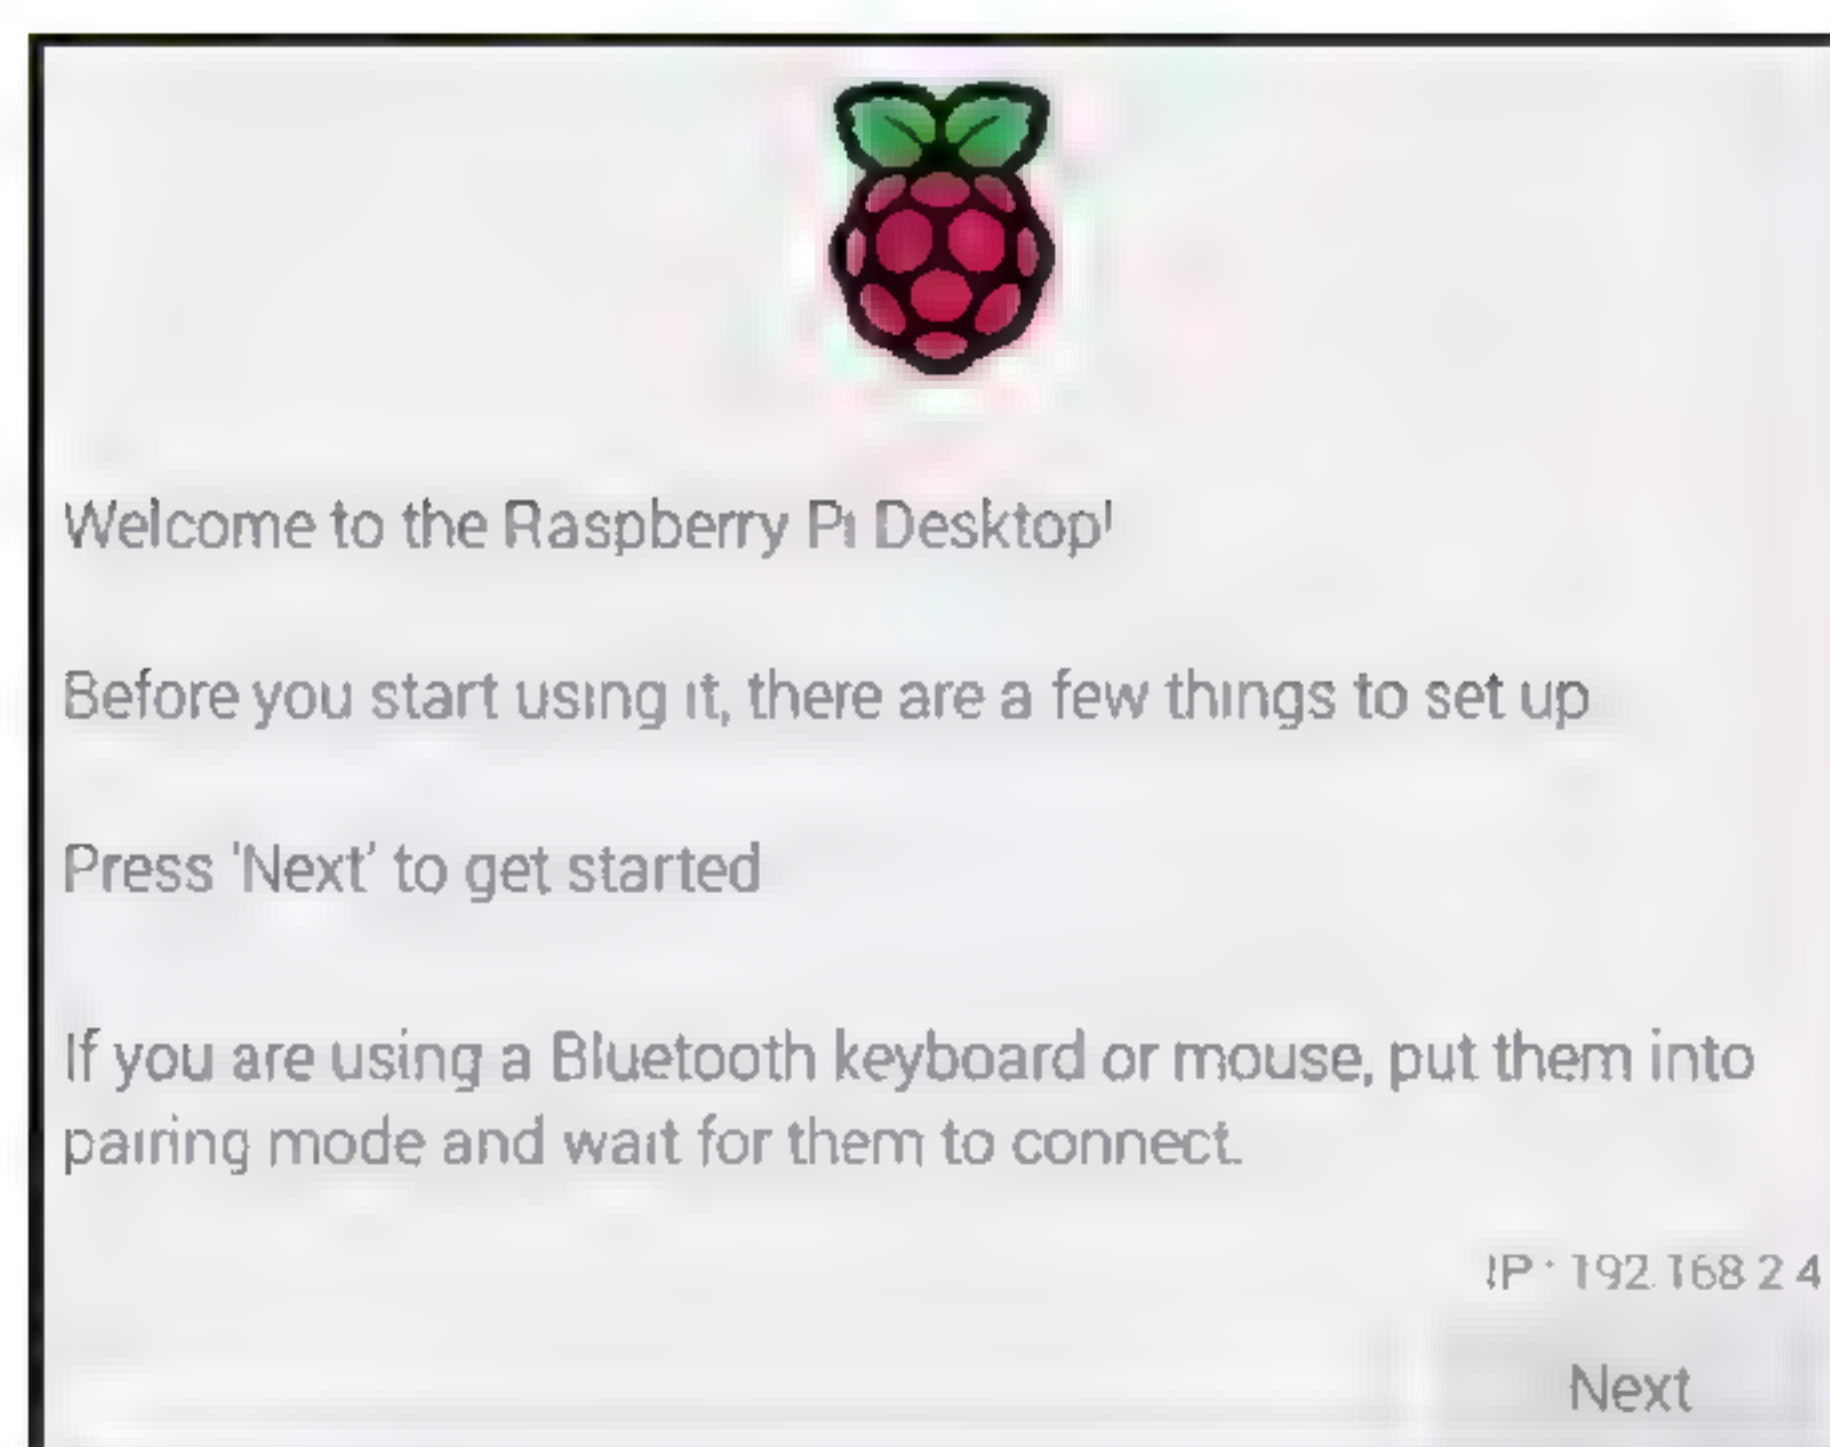 Welcome to the Raspberry Pi Desktop!
Before you start using it, there are a few things to set up
Press 'Next' to get started
If you are using a Bluetooth keyboard or mouse, put them into
pairing mode and wait for them to connect.
IP : 192.168.2.4
Next